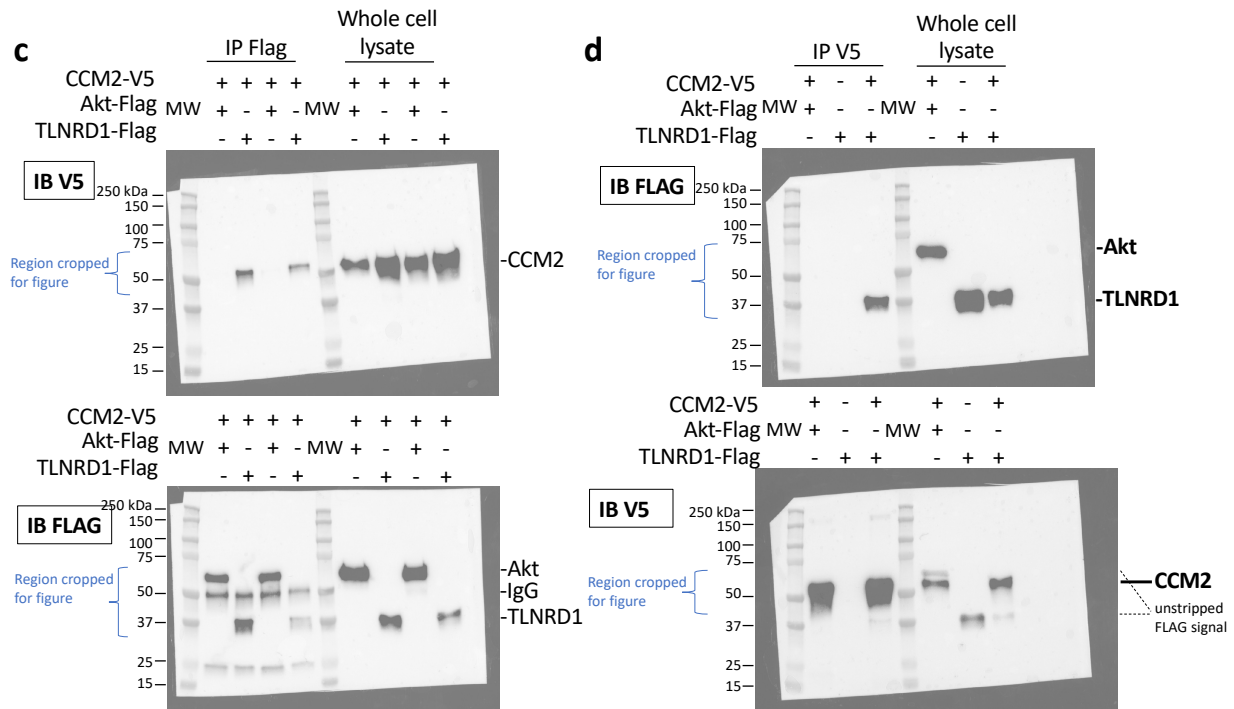 c
IP Flag
Whole cell
lysate
CCM2-V5 + + + + + + + +
Akt-Flag MW + - + - MW + - + -
TLNRD1-Flag - + - + - + - +
IB V5
250 kDa
150
100
75
50
37
25
15
Region cropped
for figure
-CCM2
CCM2-V5 + + + + + + + +
Akt-Flag MW + - + - MW + - + -
TLNRD1-Flag - + - + - + - +
IB FLAG
250 kDa
150
100
75
50
37
25
15
Region cropped
for figure
-Akt
-IgG
-TLNRD1
d
IP V5
Whole cell
lysate
CCM2-V5 + - + + - +
Akt-Flag MW + - - MW + - -
TLNRD1-Flag - + + - + +
IB FLAG
250 kDa
150
100
75
50
37
25
15
Region cropped
for figure
-Akt
-TLNRD1
CCM2-V5 + - + + - +
Akt-Flag MW + - - MW + - -
TLNRD1-Flag - + + - + +
IB V5
250 kDa
150
100
75
50
37
25
15
Region cropped
for figure
CCM2
unstripped
FLAG signal